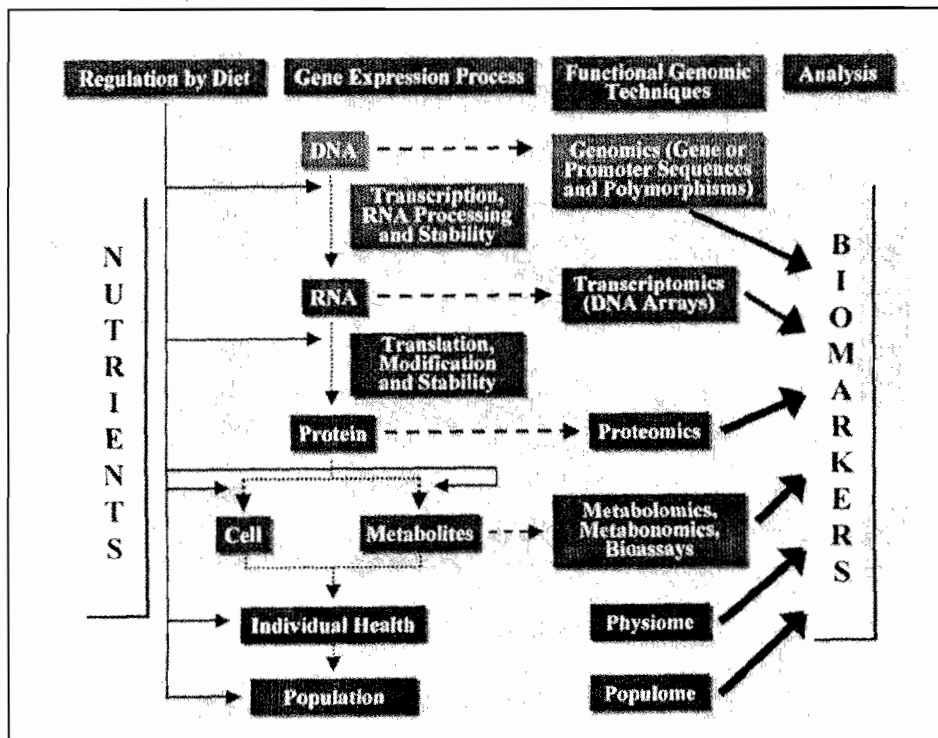 Regulation by Diet
Gene Expression Process
Functional Genomic
Techniques
Analysis
DNA
Genomics (Gene or
Promoter Sequences
and Polymorphisms)
Transcription,
RNA Processing
and Stability
RNA
Transcriptomics
(DNA Arrays)
Translation,
Modification
and Stability
Protein
Proteomics
Cell
Metabolites
Metabolomics,
Metabonomics,
Bioassays
Individual Health
Physiome
Population
Populome
NUTRIENTS
BIOMARKERS